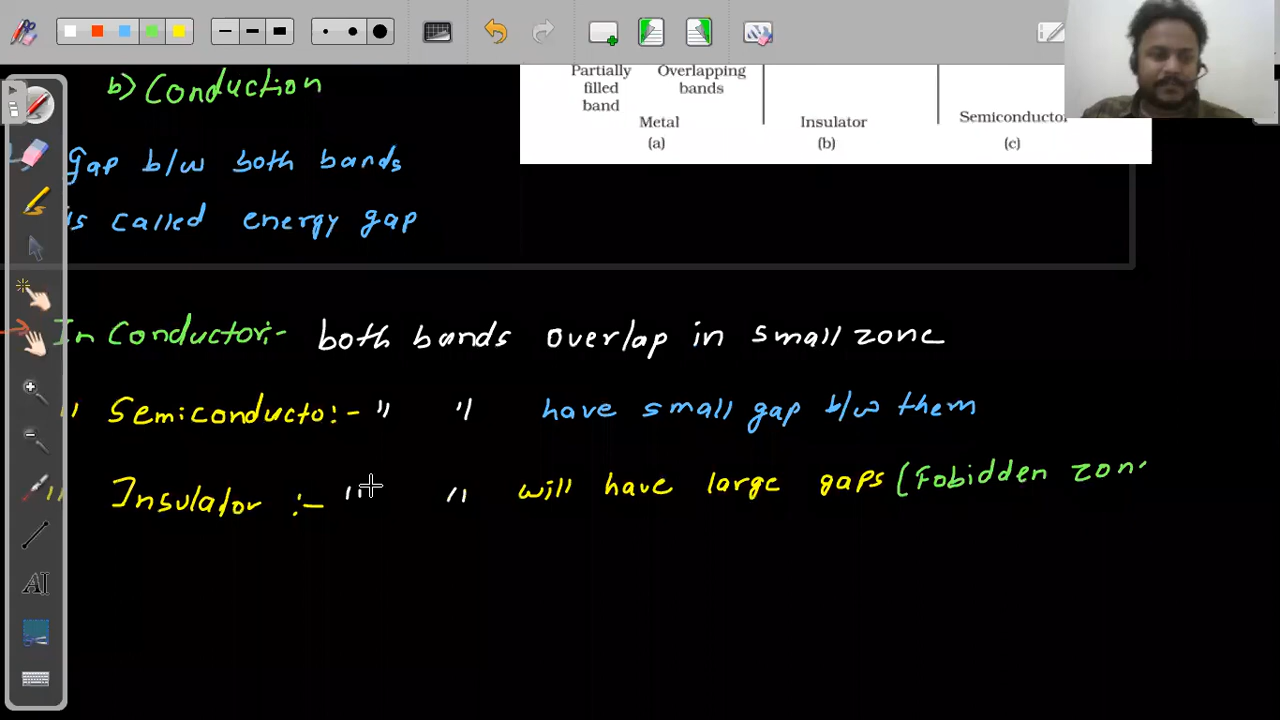 b) Conduction
Gap b/w both bands
is called energy gap
Partially filled band
Overlapping bands
Metal
(a)
Insulator
(b)
Semiconductor
(c)
In Conductor:- both bands overlap in small zone
" Semiconducto:- " " have small gap b/w them
" Insulator :- " " will have large gaps (Fobidden zon
AI